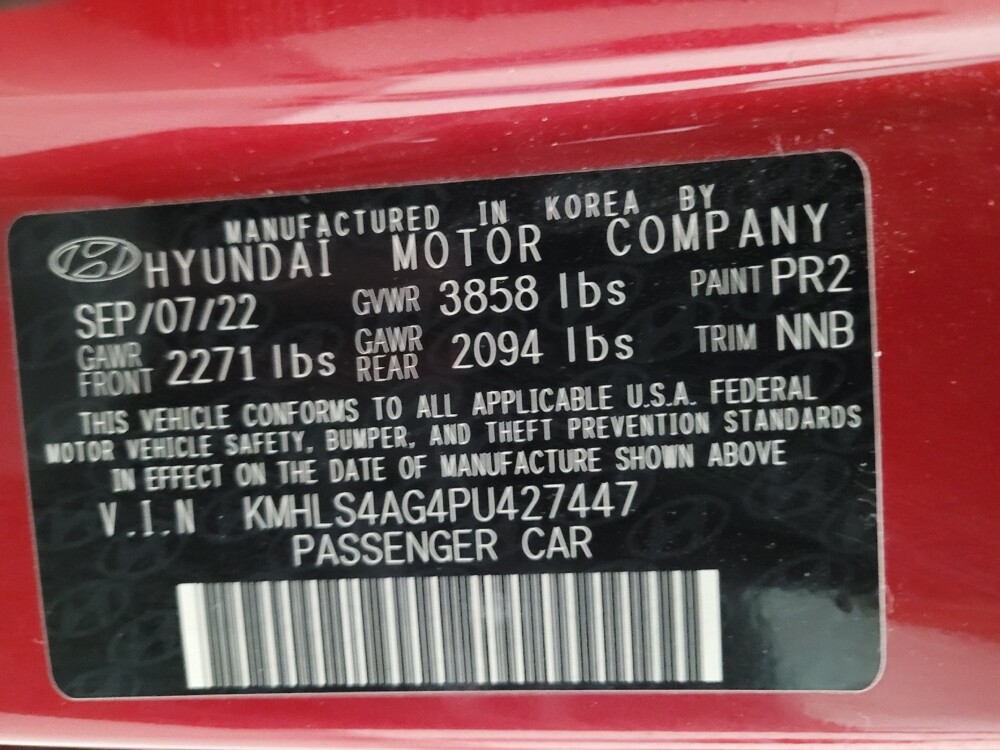 MANUFACTURED IN KOREA BY
HYUNDAI MOTOR COMPANY
SEP/07/22 GVWR 3858 lbs PAINT PR2
GAWR FRONT 2271 lbs GAWR REAR 2094 lbs TRIM NNB
THIS VEHICLE CONFORMS TO ALL APPLICABLE U.S.A. FEDERAL
MOTOR VEHICLE SAFETY, BUMPER, AND THEFT PREVENTION STANDARDS
IN EFFECT ON THE DATE OF MANUFACTURE SHOWN ABOVE
V.I.N KMHLS4AG4PU427447
PASSENGER CAR